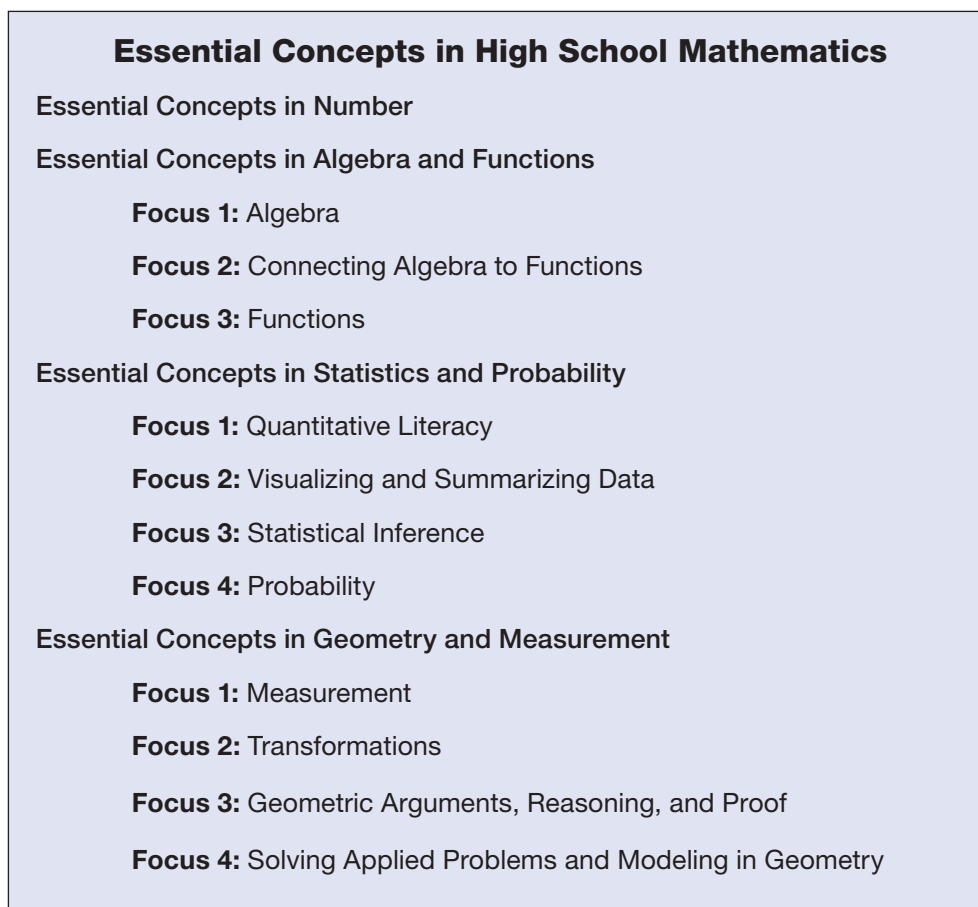 Essential Concepts in High School Mathematics
Essential Concepts in Number
Essential Concepts in Algebra and Functions
Focus 1: Algebra
Focus 2: Connecting Algebra to Functions
Focus 3: Functions
Essential Concepts in Statistics and Probability
Focus 1: Quantitative Literacy
Focus 2: Visualizing and Summarizing Data
Focus 3: Statistical Inference
Focus 4: Probability
Essential Concepts in Geometry and Measurement
Focus 1: Measurement
Focus 2: Transformations
Focus 3: Geometric Arguments, Reasoning, and Proof
Focus 4: Solving Applied Problems and Modeling in Geometry